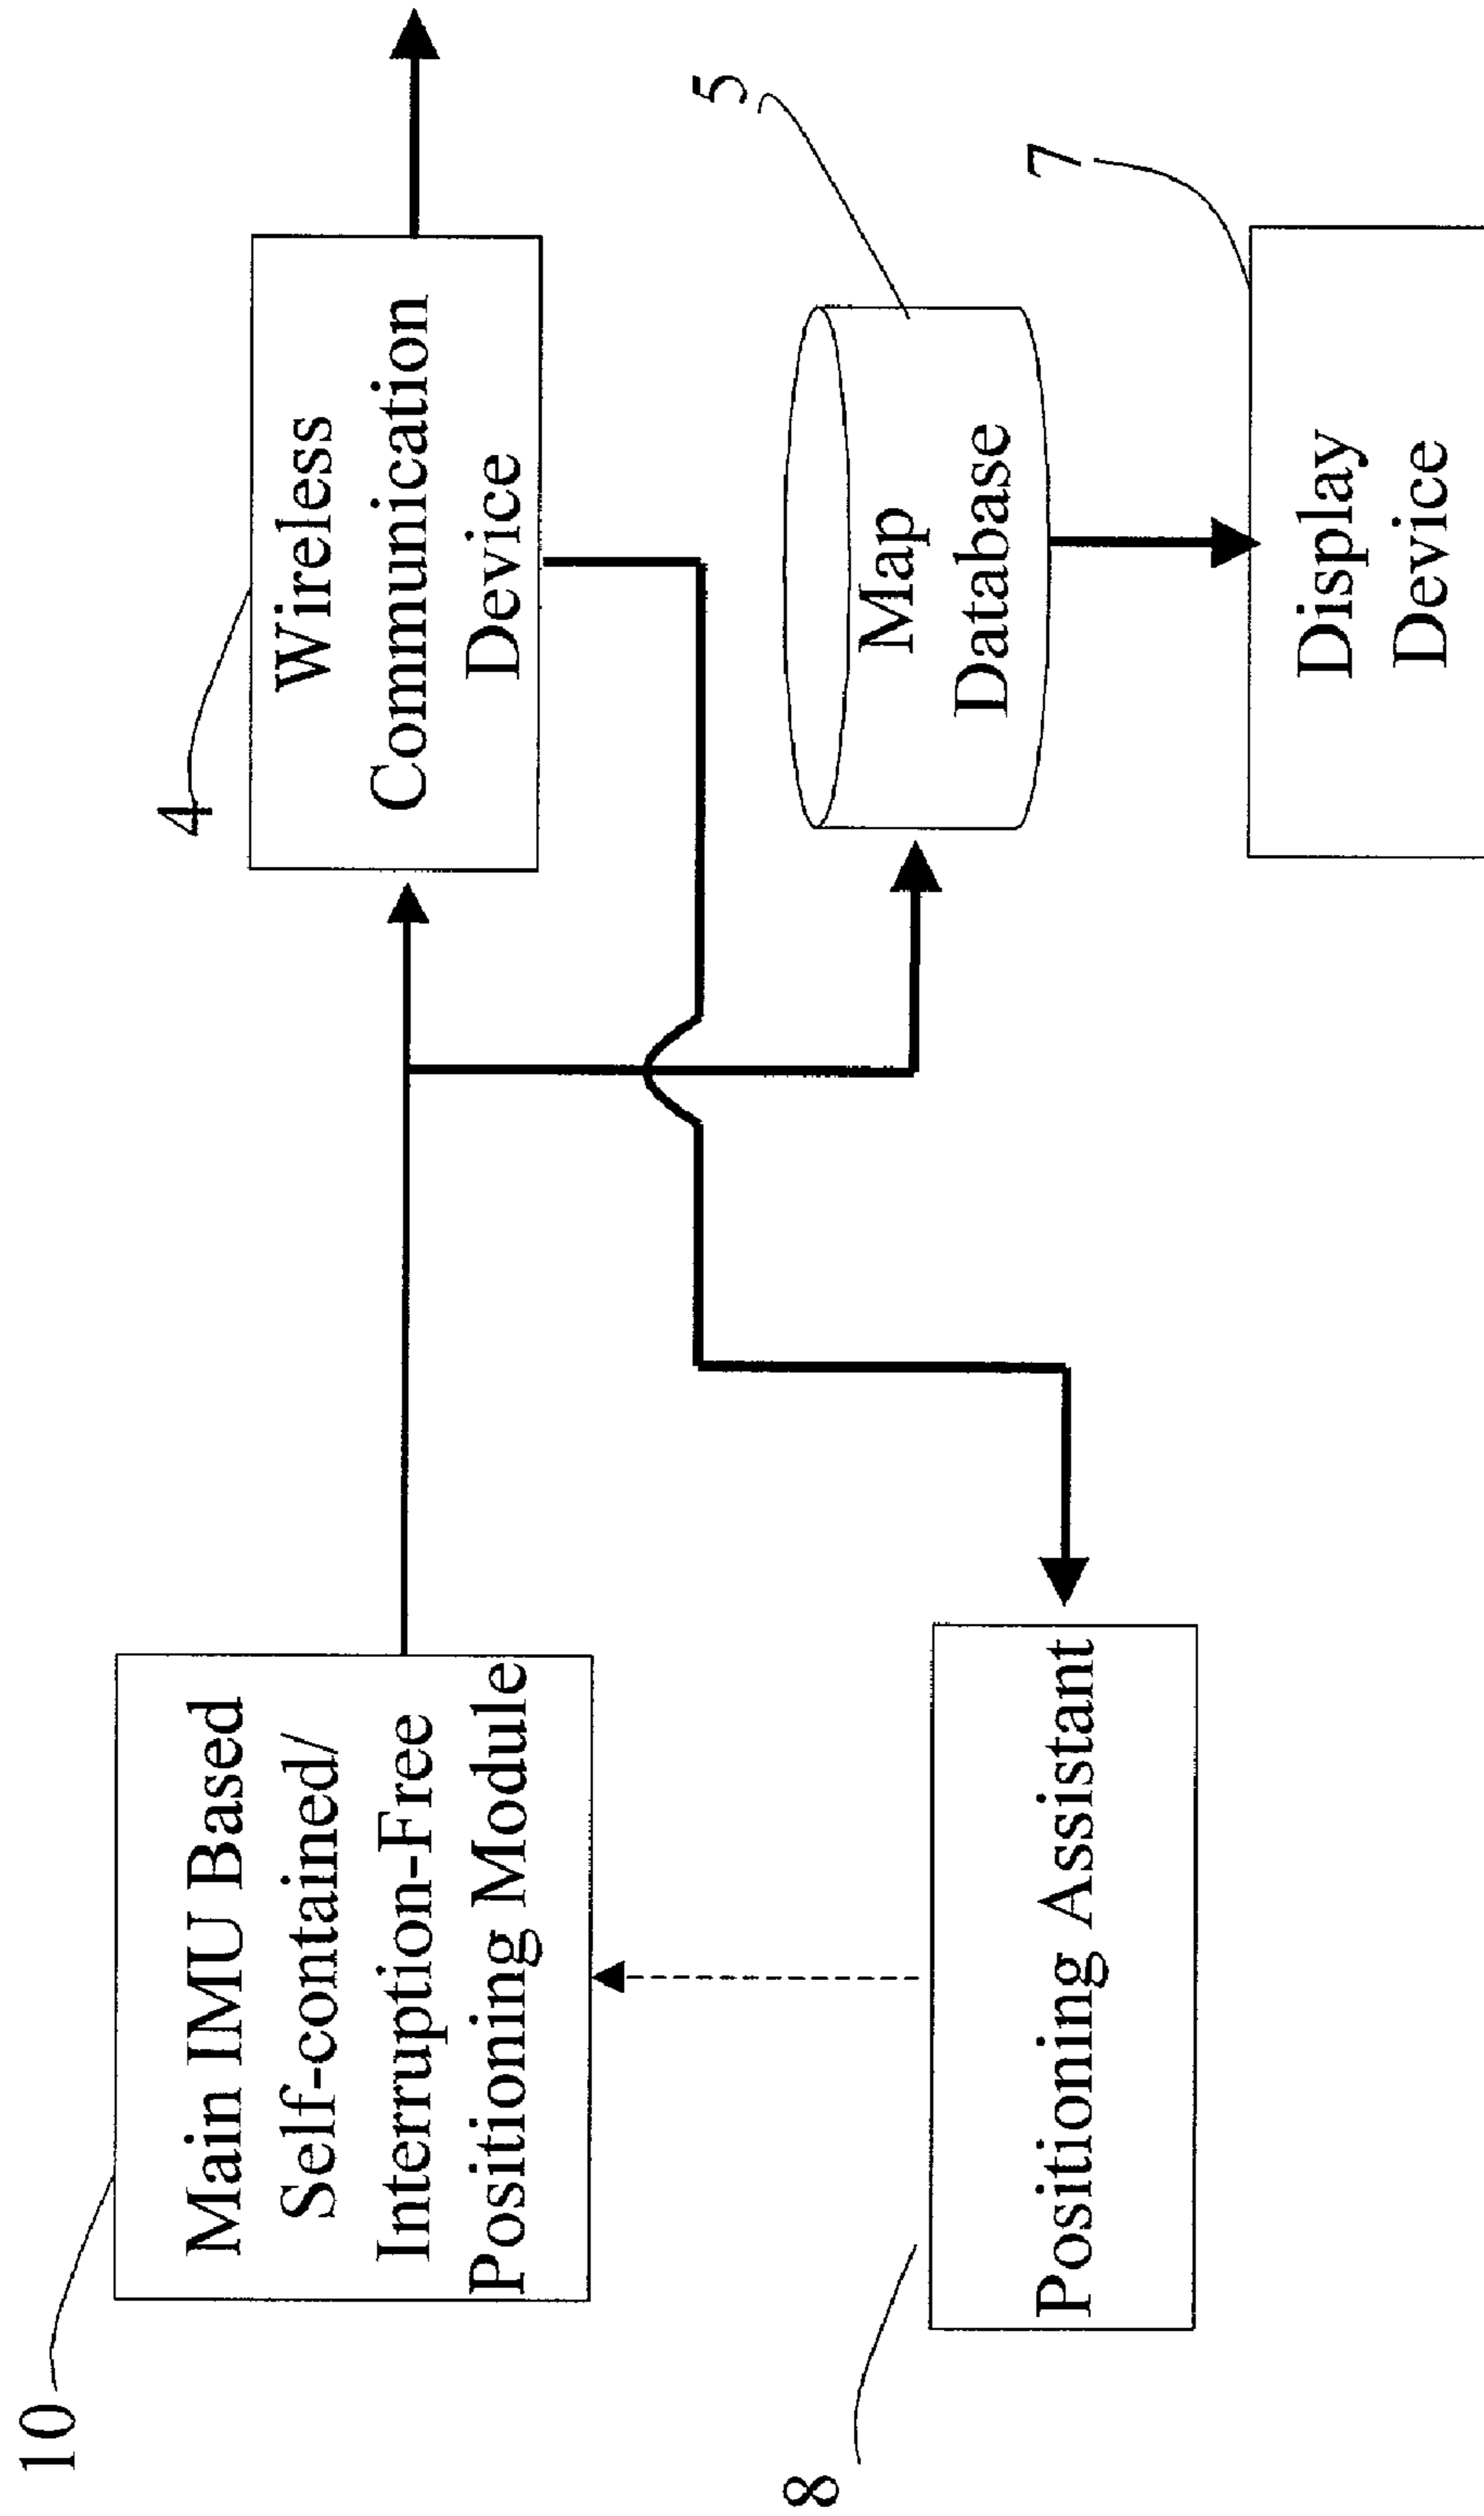 10
Main IMU Based
Self-contained/
Interruption-Free
Positioning Module
4
Wireless
Communication
Device
5
Map
Database
8
Positioning Assistant
7
Display
Device